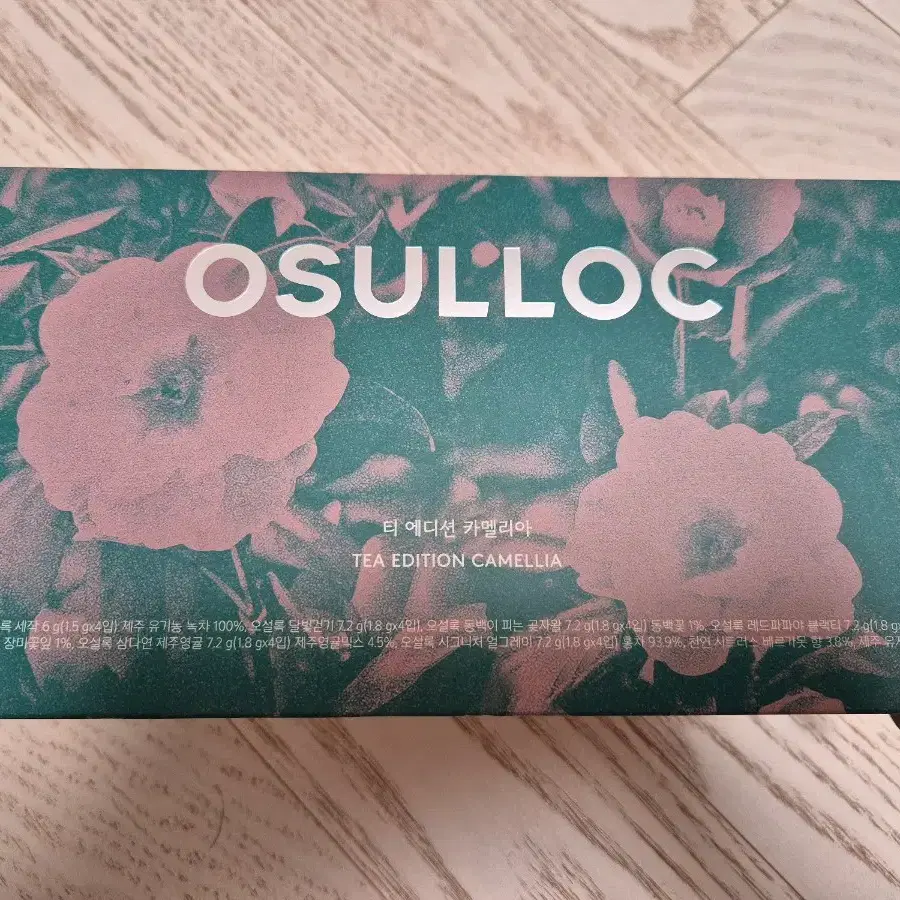 OSULLOC
티 에디션 카멜리아
TEA EDITION CAMELLIA
록 세작 6 g(1.5 gx4입) 제주 유기농 녹차 100%, 오설록 달빛걷기 7.2 g(1.8 gx4입), 오설록 동백이 피는 곶자왈 7.2 g(1.8 gx4입) 동백꽃 1%, 오설록 레드파파야 블랙티 7.2 g(1.8 gx
장미꽃잎 1%, 오설록 삼다연 제주영귤 7.2 g(1.8 gx4입) 제주영귤믹스 4.5%, 오설록 시그니처 얼그레이 7.2 g(1.8 gx4입) 홍차 93.9%, 천연 시트러스 베르가못 향 3.8%, 제주 유자